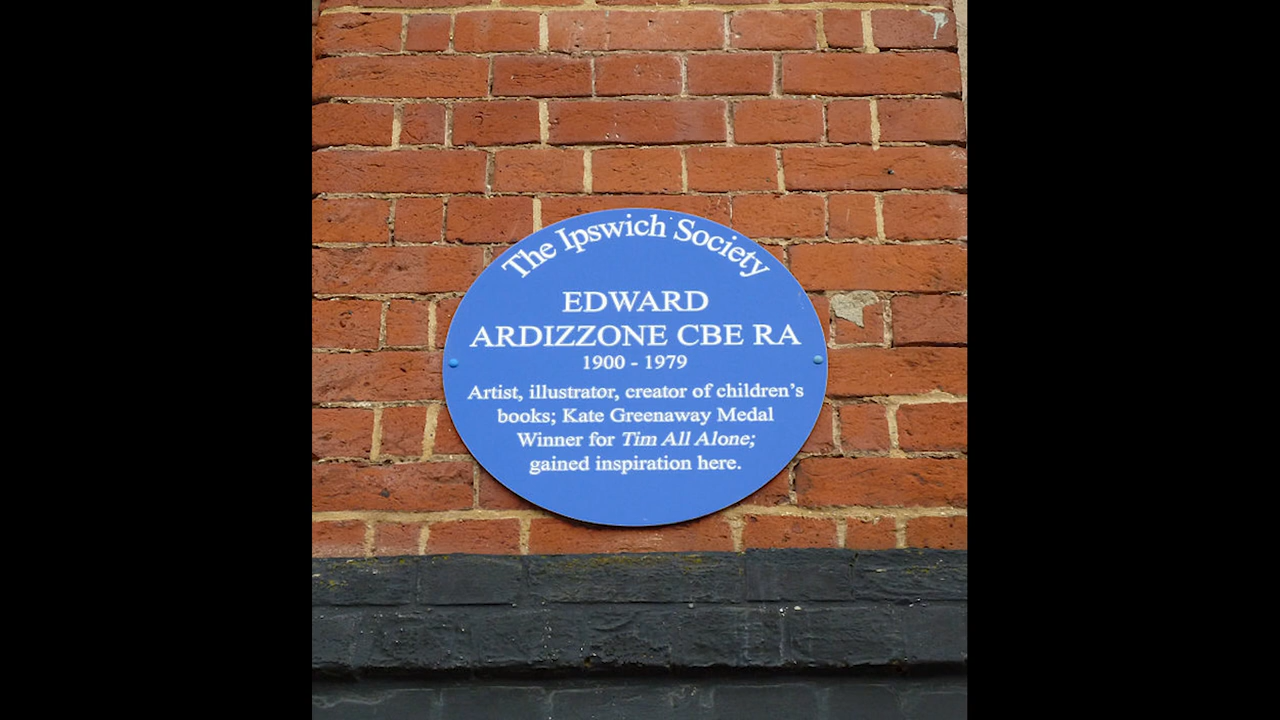 The Ipswich Society
EDWARD
ARDIZZONE CBE RA
1900 - 1979
Artist, illustrator, creator of children's
books; Kate Greenaway Medal
Winner for Tim All Alone;
gained inspiration here.